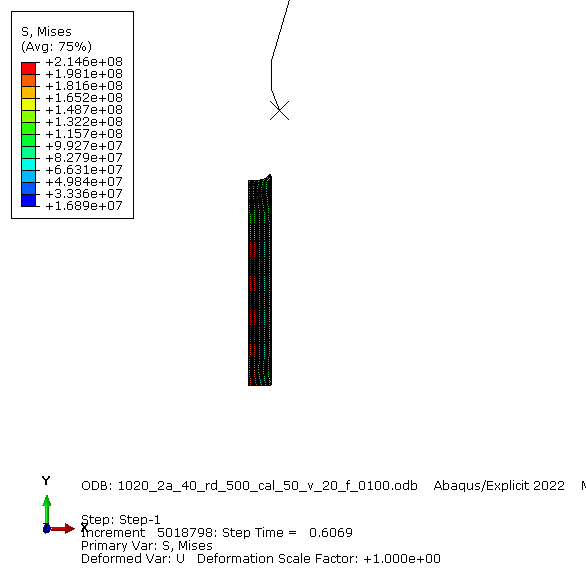 S, Mises
(Avg: 75%)
+2.146e+08
+1.981e+08
+1.816e+08
+1.652e+08
+1.487e+08
+1.322e+08
+1.157e+08
+9.927e+07
+8.279e+07
+6.631e+07
+4.984e+07
+3.336e+07
+1.689e+07
Y
X
ODB: 1020_2a_40_rd_500_cal_50_v_20_f_0100.odb Abaqus/Explicit 2022
Step: Step-1
Increment 5018798: Step Time = 0.6069
Primary Var: S, Mises
Deformed Var: U Deformation Scale Factor: +1.000e+00